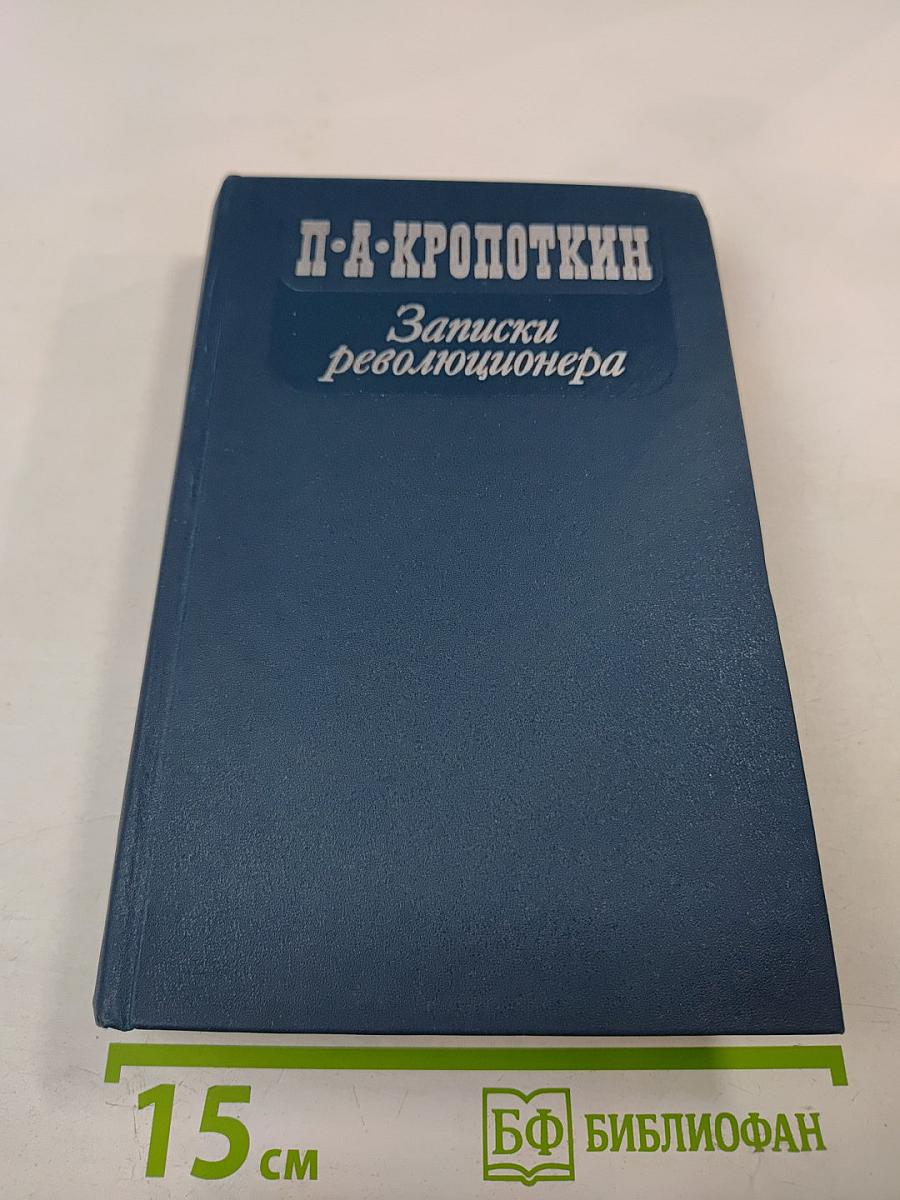 П·А·КРОПОТКИН
Записки
революционера
15 см
БФ БИБЛИОФАН